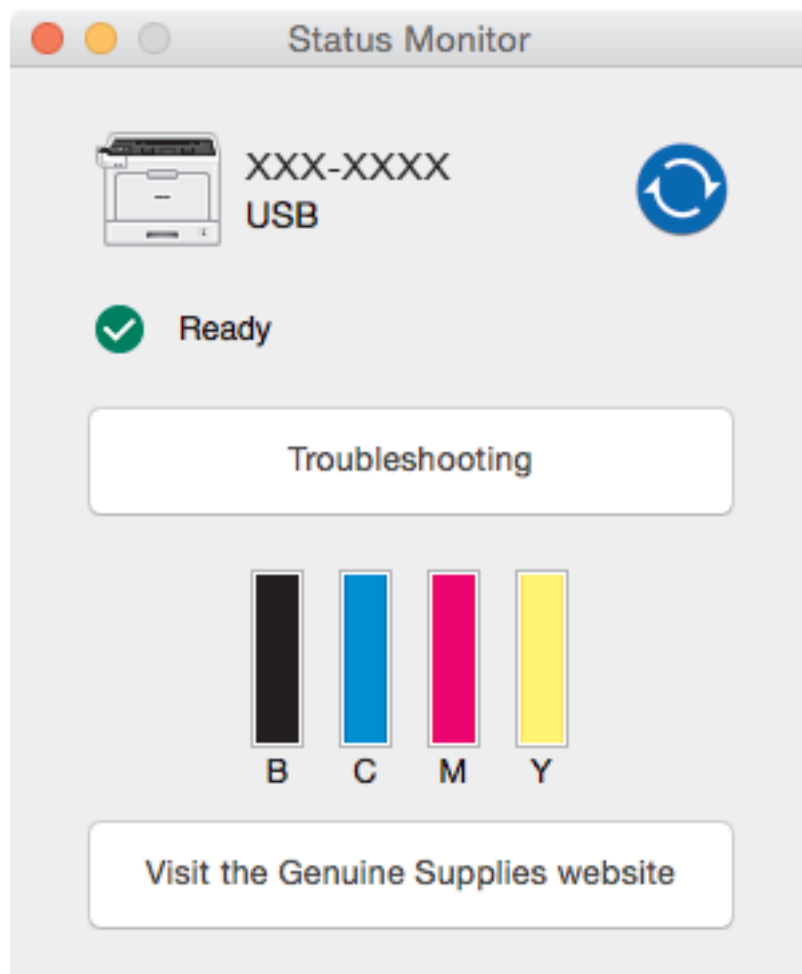 Status Monitor
XXX-XXXX
USB
Ready
Troubleshooting
B C M Y
Visit the Genuine Supplies website